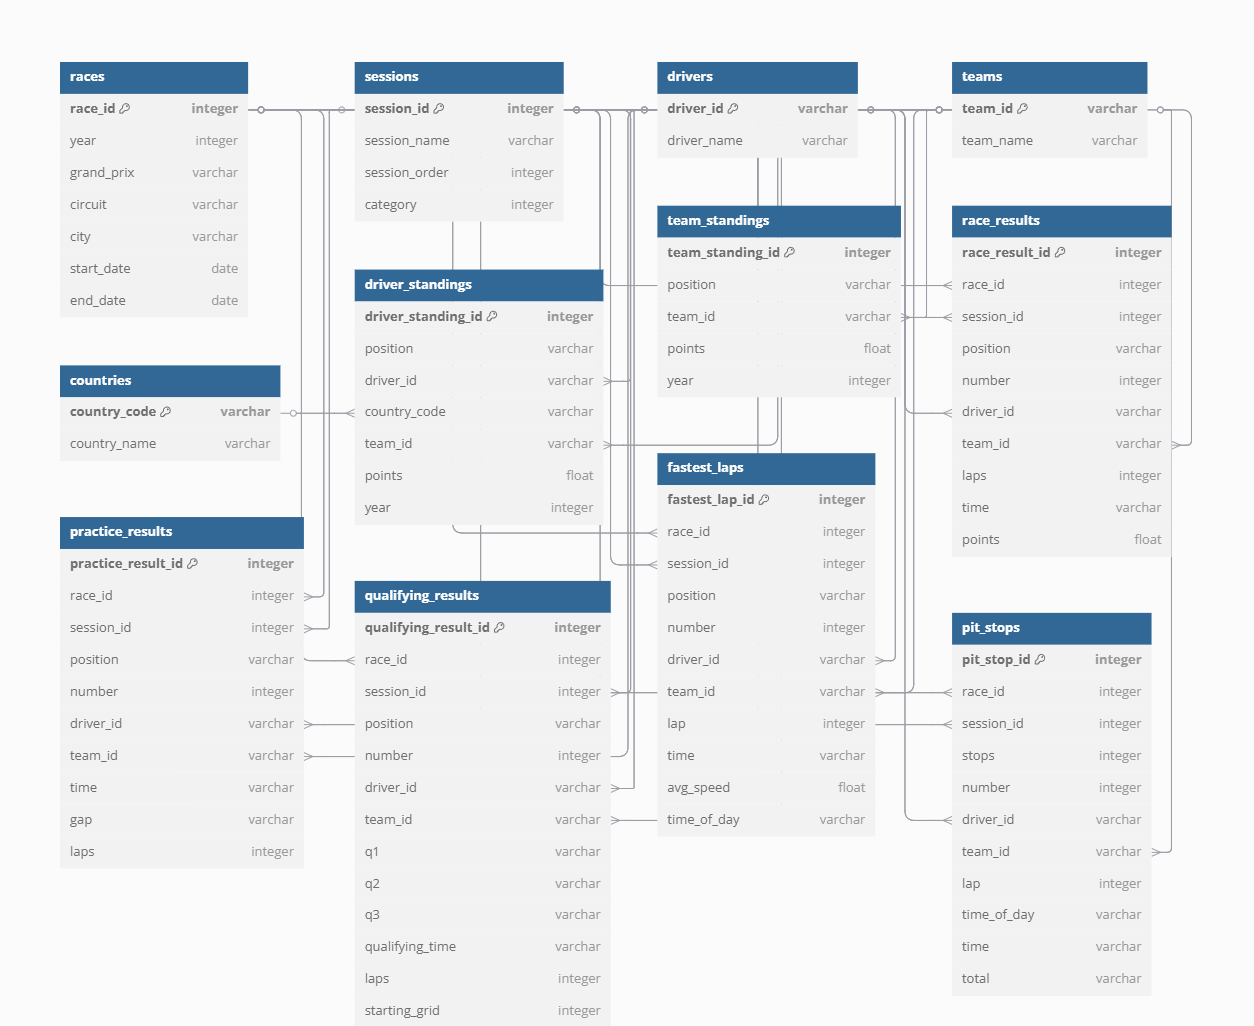 races
race_id integer
year integer
grand_prix varchar
circuit varchar
city varchar
start_date date
end_date date
countries
country_code varchar
country_name varchar
practice_results
practice_result_id integer
race_id integer
session_id integer
position varchar
number integer
driver_id varchar
team_id varchar
time varchar
gap varchar
laps integer
sessions
session_id integer
session_name varchar
session_order integer
category integer
driver_standings
driver_standing_id integer
position varchar
driver_id varchar
country_code varchar
team_id varchar
points float
year integer
qualifying_results
qualifying_result_id integer
race_id integer
session_id integer
position varchar
number integer
driver_id varchar
team_id varchar
q1 varchar
q2 varchar
q3 varchar
qualifying_time varchar
laps integer
starting_grid integer
drivers
driver_id varchar
driver_name varchar
team_standings
team_standing_id integer
position varchar
team_id varchar
points float
year integer
fastest_laps
fastest_lap_id integer
race_id integer
session_id integer
position varchar
number integer
driver_id varchar
team_id varchar
lap integer
time varchar
avg_speed float
time_of_day varchar
teams
team_id varchar
team_name varchar
race_results
race_result_id integer
race_id integer
session_id integer
position varchar
number integer
driver_id varchar
team_id varchar
laps integer
time varchar
points float
pit_stops
pit_stop_id integer
race_id integer
session_id integer
stops integer
number integer
driver_id varchar
team_id varchar
lap integer
time_of_day varchar
time varchar
total varchar